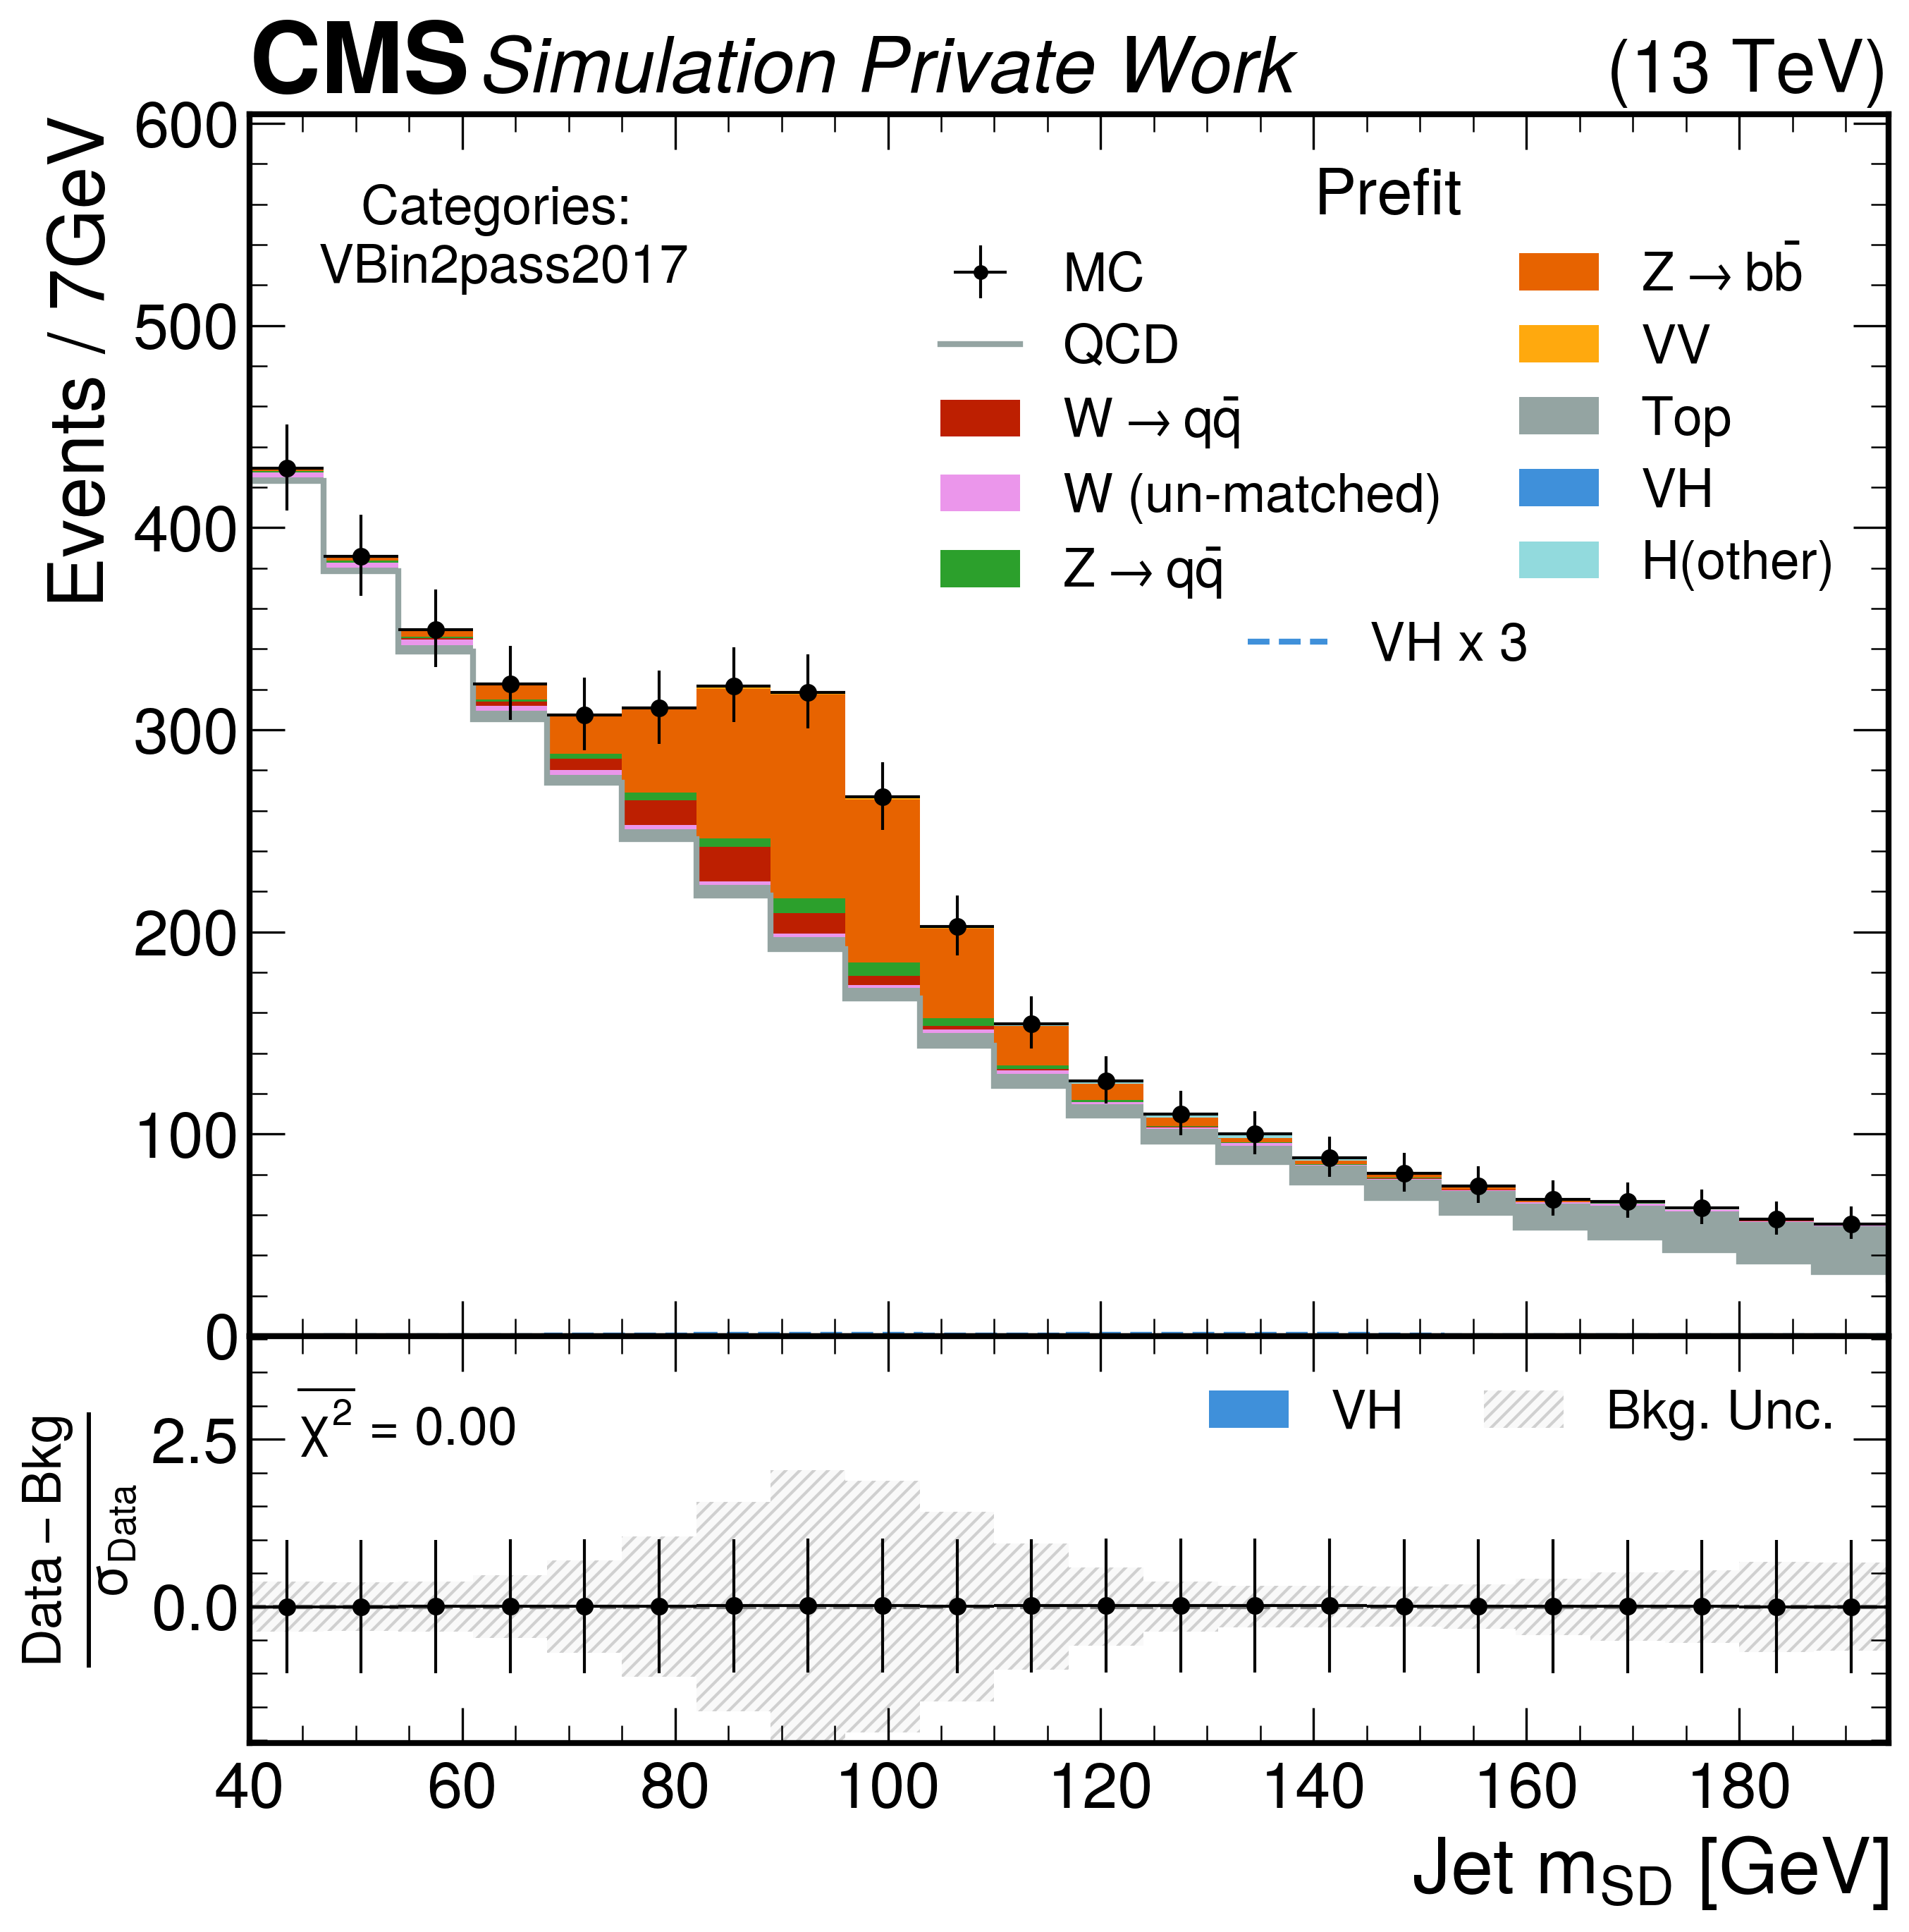 CMS Simulation Private Work (13 TeV)
Events / 7GeV
600
500
400
300
200
100
0
Categories:
VBin2pass2017
Prefit
MC
QCD
W → qq̄
W (un-matched)
Z → qq̄
Z → bb̄
VV
Top
VH
H(other)
VH x 3
Data − Bkg
σ_Data
2.5
0.0
χ² = 0.00
VH
Bkg. Unc.
40 60 80 100 120 140 160 180
Jet m_SD [GeV]